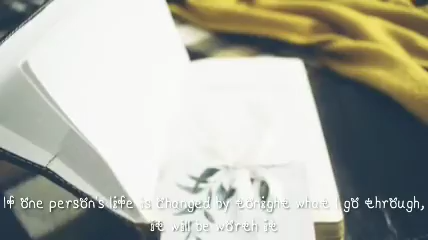 If one person's life is changed by tonight what I go through,
it will be worth it